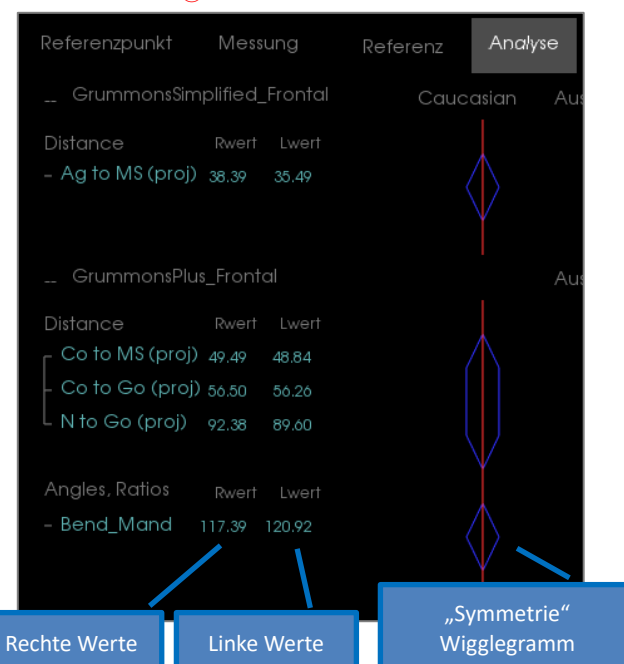 Referenzpunkt Messung Referenz Analyse
-- GrummonsSimplified_Frontal Caucasian Aus
Distance Rwert Lwert
- Ag to MS (proj) 38.39 35.49
-- GrummonsPlus_Frontal Aus
Distance Rwert Lwert
Co to MS (proj) 49.49 48.84
Co to Go (proj) 56.50 56.26
N to Go (proj) 92.38 89.60
Angles, Ratios Rwert Lwert
- Bend_Mand 117.39 120.92
Rechte Werte Linke Werte „Symmetrie“
Wigglegramm